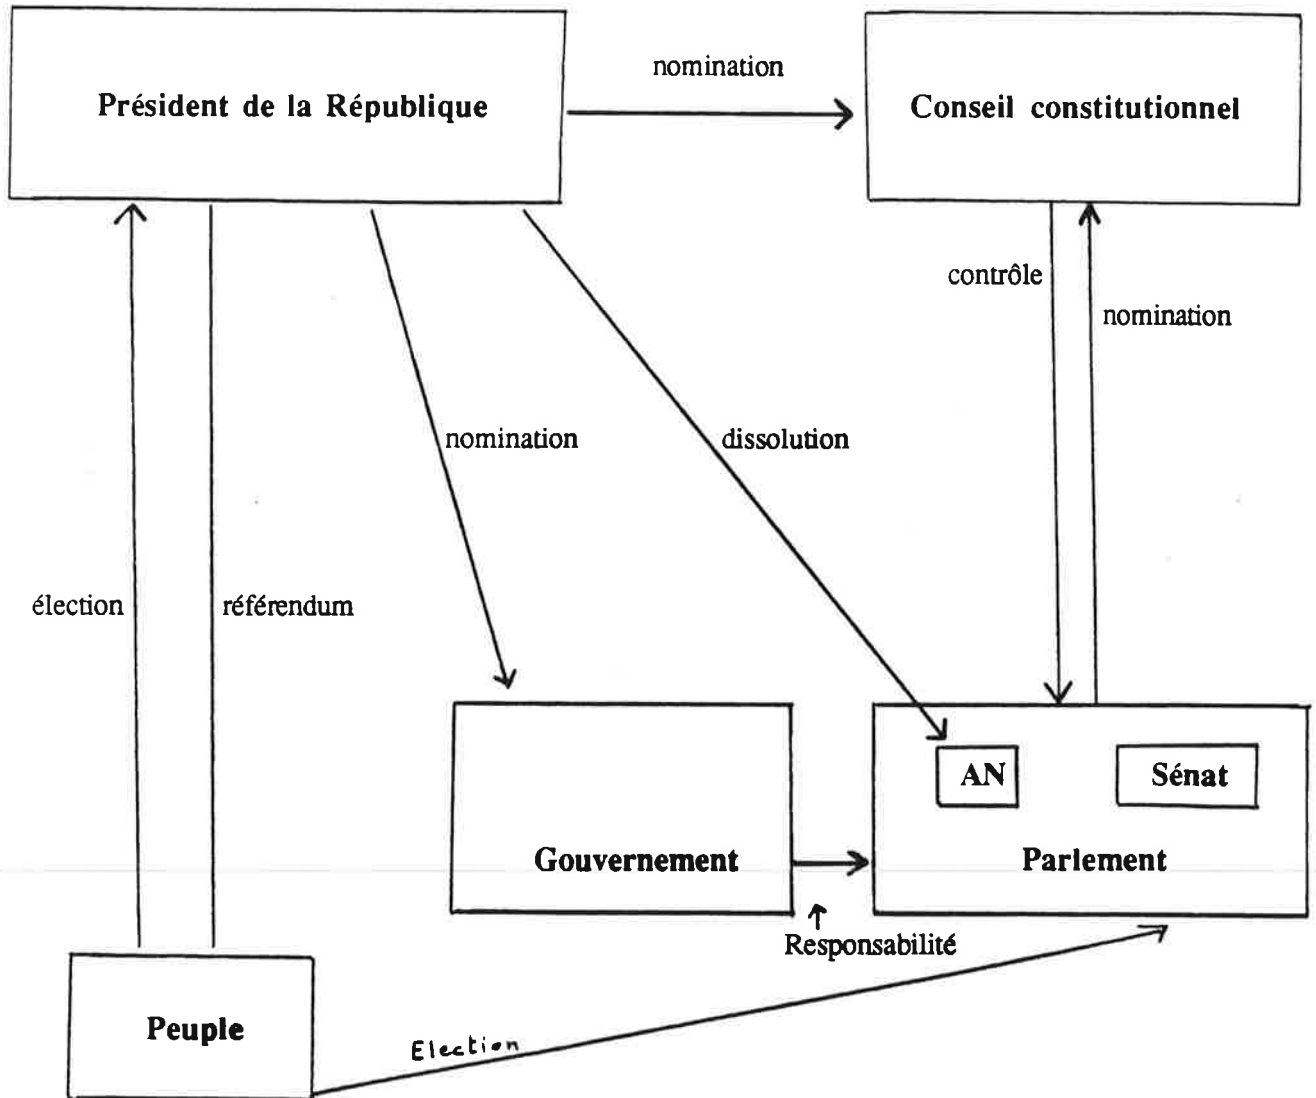 nomination
Président de la République
Conseil constitutionnel
contrôle
nomination
nomination
dissolution
élection
référendum
AN
Sénat
Gouvernement
Parlement
Responsabilité
Peuple
Election